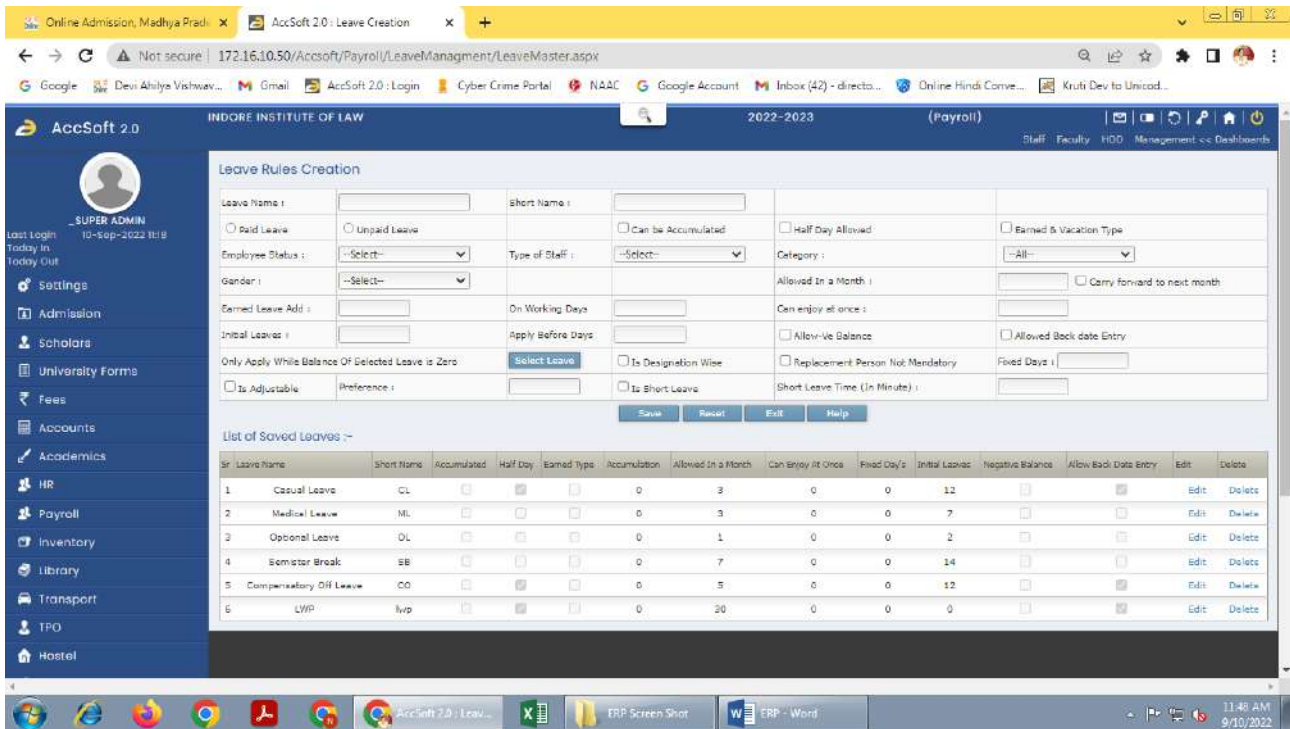 Online Admission, Madhya Prad
AccSoft 2.0 : Leave Creation
Not secure
172.16.10.50/Accsoft/Payroll/LeaveManagment/LeaveMaster.aspx
Google
Devi Ahilya Vishwav...
Gmail
AccSoft 2.0 : Login
Cyber Crime Portal
NAAC
Google Account
Inbox (42) - directo...
Online Hindi Conve...
Kruti Dev to Unicod...
AccSoft 2.0
INDORE INSTITUTE OF LAW
2022-2023
(Payroll)
Staff Faculty HOD Management << Dashboards
_SUPER ADMIN
Last Login 10-Sep-2022 11:18
Today In
Today Out
Settings
Admission
Scholars
University Forms
Fees
Accounts
Academics
HR
Payroll
Inventory
Library
Transport
TPO
Hostel
Leave Rules Creation
Leave Name : Short Name :
Paid Leave Unpaid Leave Can be Accumulated Half Day Allowed Earned & Vacation Type
Employee Status : --Select-- Type of Staff : --Select-- Category : --All--
Gender : --Select-- Allowed In a Month : Carry forward to next month
Earned Leave Add : On Working Days Can enjoy at once :
Initial Leaves : Apply Before Days Allow-Ve Balance Allowed Back date Entry
Only Apply While Balance Of Selected Leave is Zero Select Leave Is Designation Wise Replacement Person Not Mandatory Fixed Days :
Is Adjustable Preference : Is Short Leave Short Leave Time (In Minute) :
Save Reset Exit Help
List of Saved Leaves :-
Sr Leave Name Short Name Accumulated Half Day Earned Type Accumulation Allowed In a Month Can Enjoy At Once Fixed Day's Initial Leaves Negative Balance Allow Back Date Entry Edit Delete
1 Casual Leave CL 0 3 0 0 12 Edit Delete
2 Medical Leave ML 0 3 0 0 7 Edit Delete
3 Optional Leave OL 0 1 0 0 2 Edit Delete
4 Semister Break SB 0 7 0 0 14 Edit Delete
5 Compensatory Off Leave CO 0 5 0 0 12 Edit Delete
6 LWP lwp 0 30 0 0 0 Edit Delete
AccSoft 2.0 : Leav...
ERP Screen Shot
ERP - Word
11:48 AM
9/10/2022